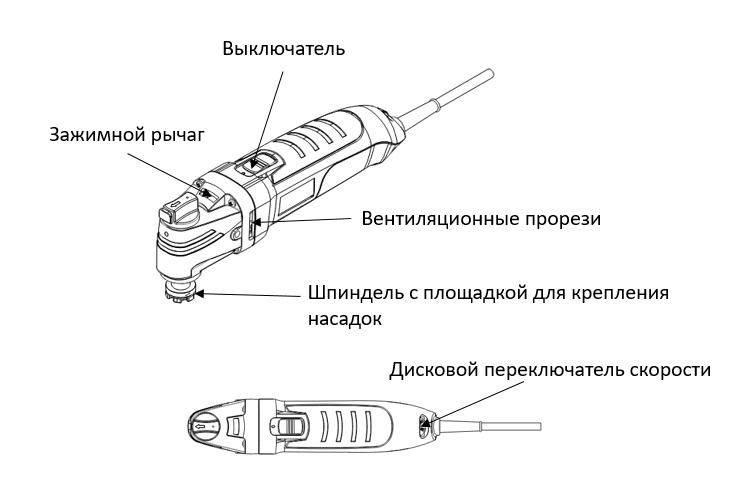 Выключатель
Зажимной рычаг
Вентиляционные прорези
Шпиндель с площадкой для крепления
насадок
Дисковой переключатель скорости